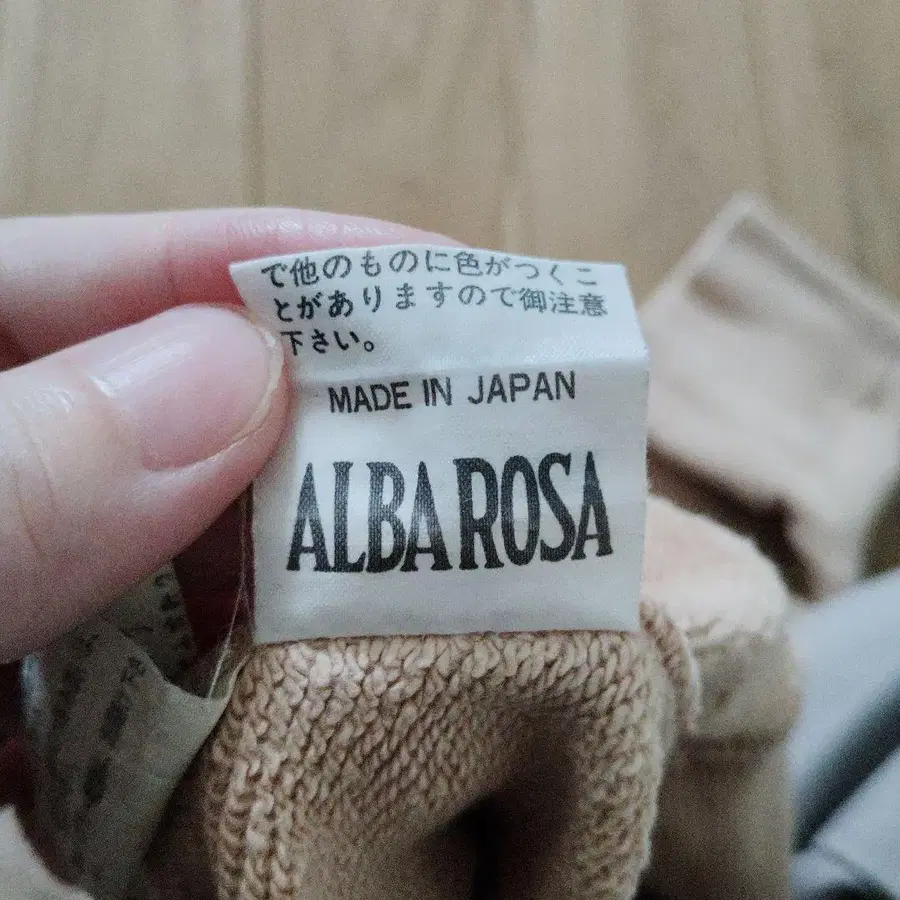 で他のものに色がつくこ
とがありますので御注意
下さい。
MADE IN JAPAN
ALBA ROSA